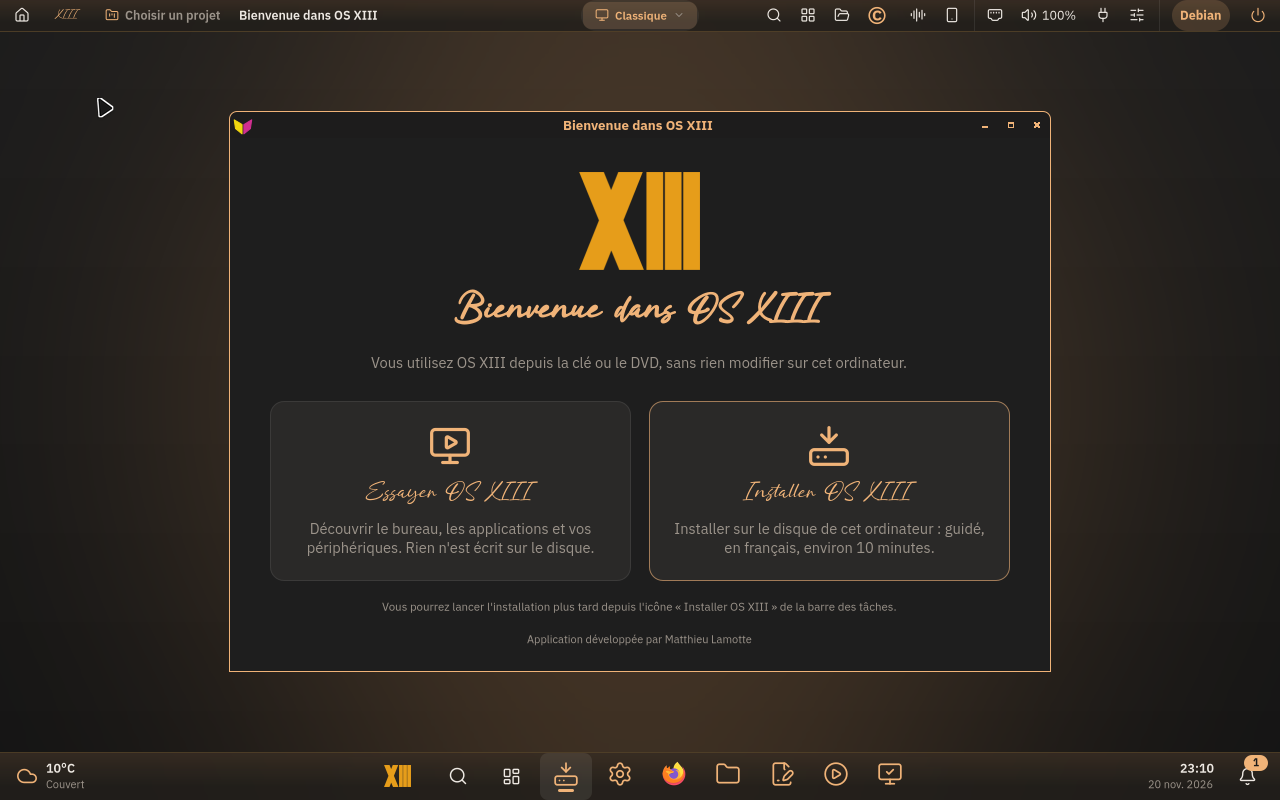 XIII
Choisir un projet
Bienvenue dans OS XIII
Classique
100%
Debian
Bienvenue dans OS XIII
XIII
Bienvenue dans OS XIII
Vous utilisez OS XIII depuis la clé ou le DVD, sans rien modifier sur cet ordinateur.
Essayer OS XIII
Découvrir le bureau, les applications et vos
périphériques. Rien n'est écrit sur le disque.
Installer OS XIII
Installer sur le disque de cet ordinateur : guidé,
en français, environ 10 minutes.
Vous pourrez lancer l'installation plus tard depuis l'icône « Installer OS XIII » de la barre des tâches.
Application développée par Matthieu Lamotte
10°C
Couvert
XIII
23:10
20 nov. 2026
1